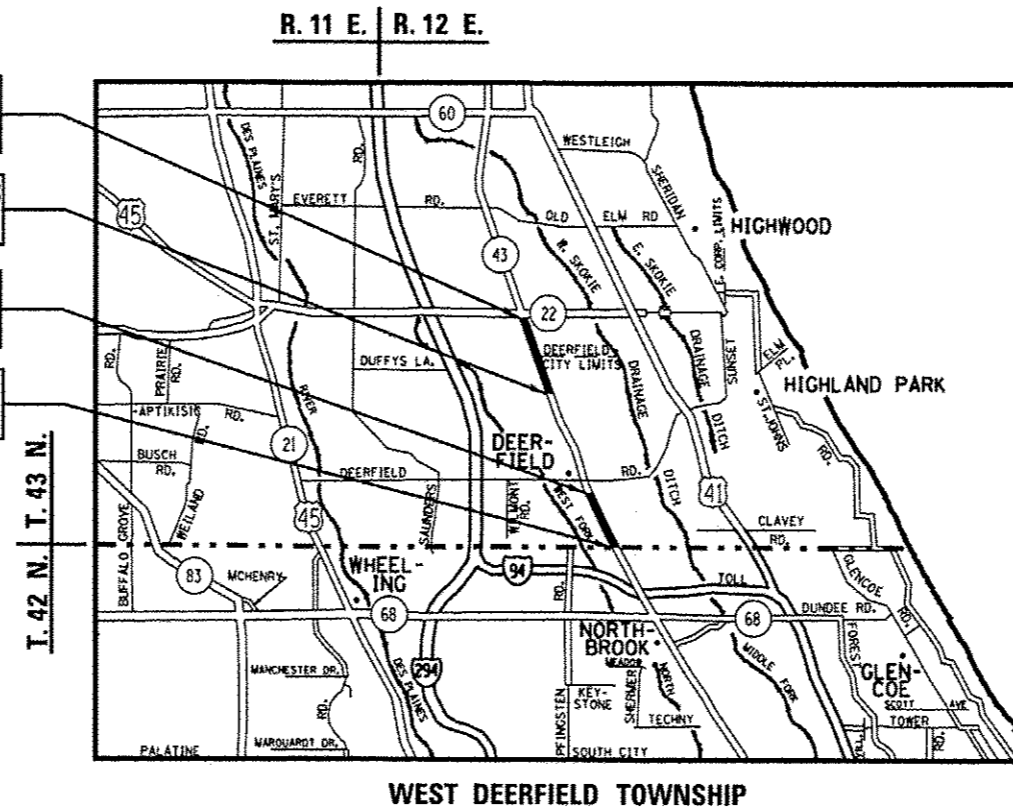 R. 11 E. R. 12 E.
60
WESTLEIGH
DES PLAINES
ST. MARY'S
RD.
SHERIDAN
45
EVERETT RD.
OLD ELM RD
HIGHWOOD
E. CORP. LIMITS
43
W. SKOKIE
E. SKOKIE
22
DEERFIELD
CITY LIMITS
DRAINAGE
DRAINAGE
SUNSET
ELM
PL.
RD.
PRAIRIE
RD.
RIVER
DUFFYS LA.
HIGHLAND PARK
APTIKISIC RD.
RD.
ST. JOHNS
RD.
DITCH
21
DEER-
FIELD
BUSCH
RD.
DEERFIELD RD.
DITCH
T. 43 N.
WEILAND
45
SAUNDERS
WILMONT
RD.
WEST FORK
41
CLAVEY
RD.
T. 42 N.
BUFFALO GROVE
83
MCHENRY
WHEEL-
ING
94
TOLL
GLENCOE
RD.
68
RD.
68
DUNDEE RD.
NORTH-
BROOK
MIDDLE FORK
GLEN-
COE
MANCHESTER DR.
294
DES PLAINES
MEADOW
NORTH
SHERMER
KEY-
STONE
SCOTT AVE
RD.
PFINGSTEN
TECHNY
TOWER
RD.
MARQUARDT DR.
PALATINE
SOUTH CITY
WEST DEERFIELD TOWNSHIP